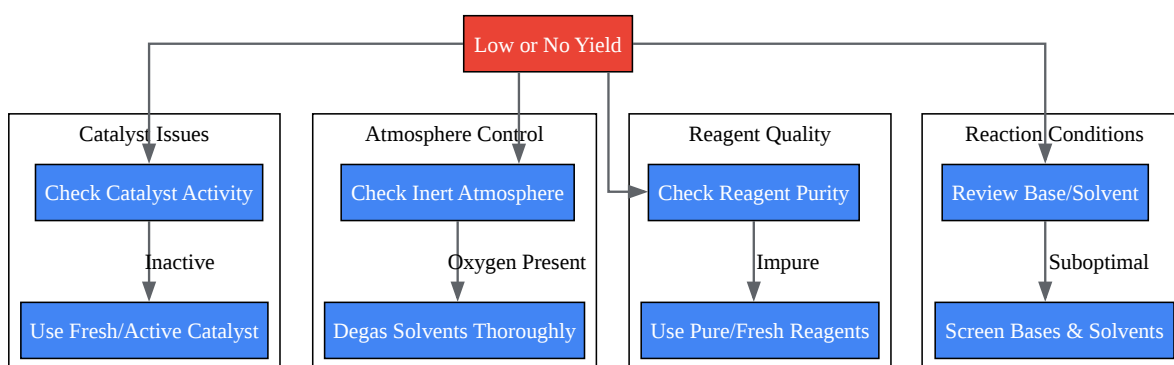 Low or No Yield
Catalyst Issues
Check Catalyst Activity
Inactive
Use Fresh/Active Catalyst
Atmosphere Control
Check Inert Atmosphere
Oxygen Present
Degas Solvents Thoroughly
Reagent Quality
Check Reagent Purity
Impure
Use Pure/Fresh Reagents
Reaction Conditions
Review Base/Solvent
Suboptimal
Screen Bases & Solvents